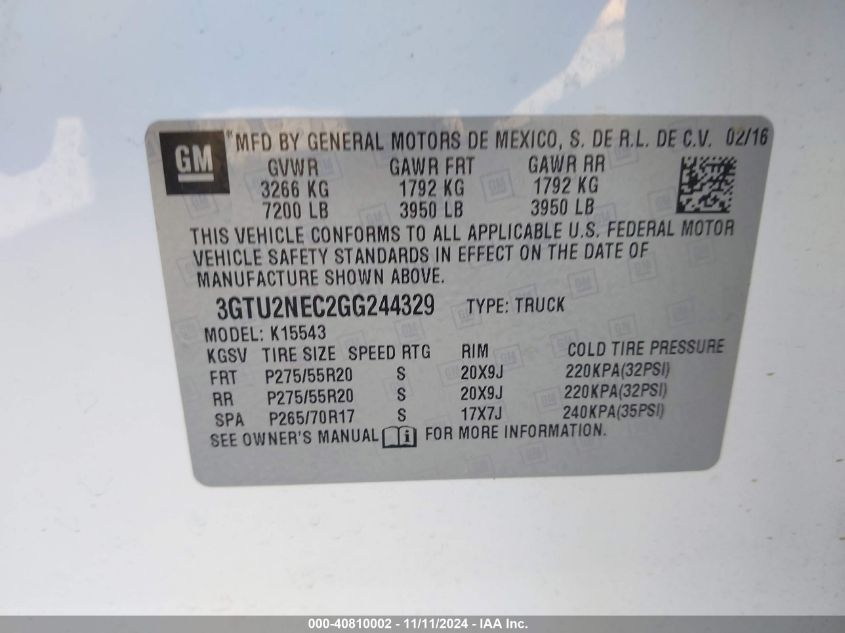 GM
*MFD BY GENERAL MOTORS DE MEXICO, S. DE R.L. DE C.V. 02/16
GVWR GAWR FRT GAWR RR
3266 KG 1792 KG 1792 KG
7200 LB 3950 LB 3950 LB
THIS VEHICLE CONFORMS TO ALL APPLICABLE U.S. FEDERAL MOTOR
VEHICLE SAFETY STANDARDS IN EFFECT ON THE DATE OF
MANUFACTURE SHOWN ABOVE.
3GTU2NEC2GG244329 TYPE: TRUCK
MODEL: K15543
KGSV TIRE SIZE SPEED RTG RIM COLD TIRE PRESSURE
FRT P275/55R20 S 20X9J 220KPA(32PSI)
RR P275/55R20 S 20X9J 220KPA(32PSI)
SPA P265/70R17 S 17X7J 240KPA(35PSI)
SEE OWNER'S MANUAL i FOR MORE INFORMATION.
000-40810002 - 11/11/2024 - IAA Inc.